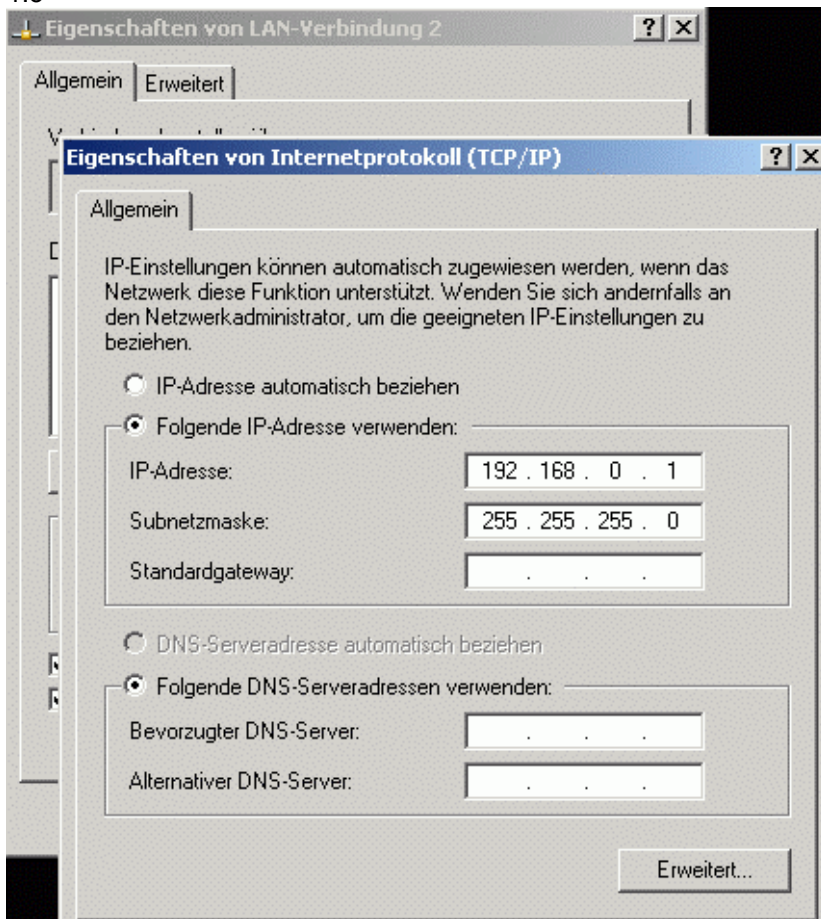 Eigenschaften von LAN-Verbindung 2
Allgemein
Erweitert
Eigenschaften von Internetprotokoll (TCP/IP)
Allgemein
IP-Einstellungen können automatisch zugewiesen werden, wenn das
Netzwerk diese Funktion unterstützt. Wenden Sie sich andernfalls an
den Netzwerkadministrator, um die geeigneten IP-Einstellungen zu
beziehen.
IP-Adresse automatisch beziehen
Folgende IP-Adresse verwenden:
IP-Adresse: 192 . 168 . 0 . 1
Subnetzmaske: 255 . 255 . 255 . 0
Standardgateway: . . .
DNS-Serveradresse automatisch beziehen
Folgende DNS-Serveradressen verwenden:
Bevorzugter DNS-Server: . . .
Alternativer DNS-Server: . . .
Erweitert...